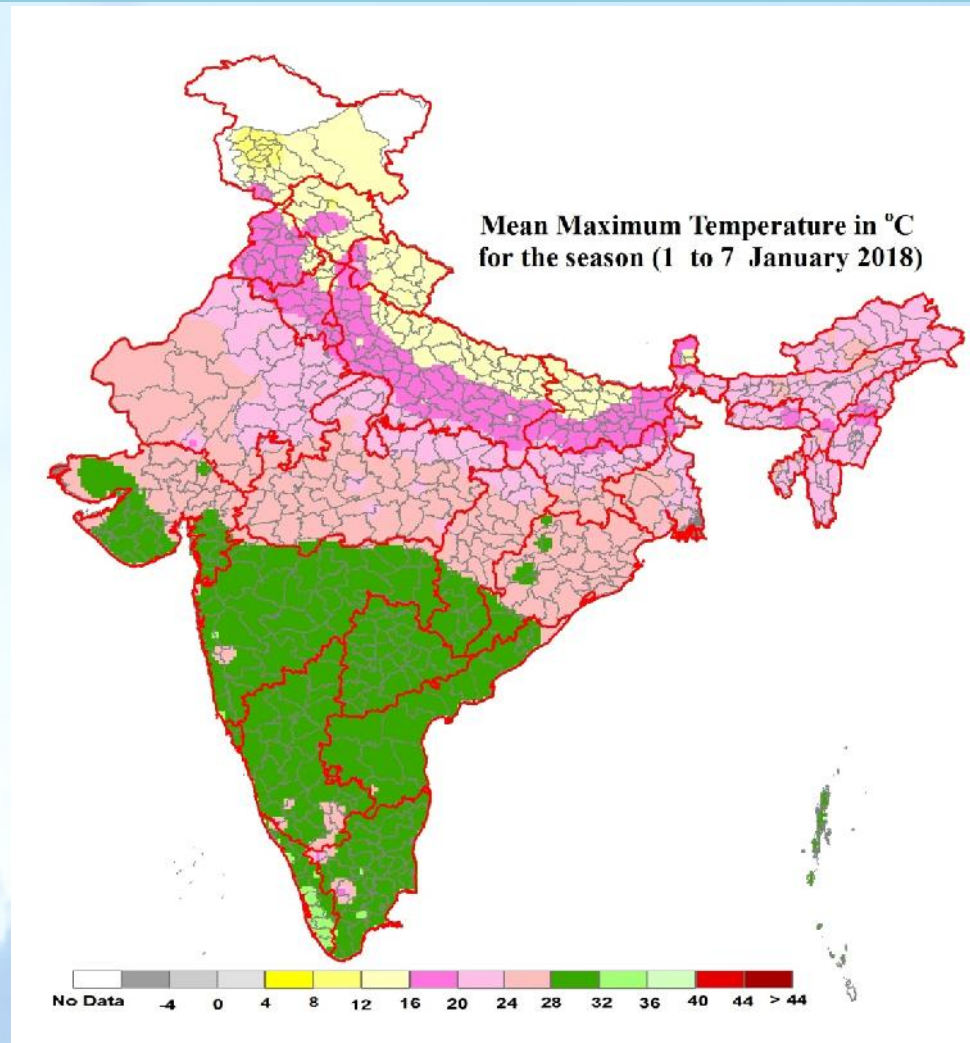 Mean Maximum Temperature in °C
for the season (1 to 7 January 2018)
No Data -4 0 4 8 12 16 20 24 28 32 36 40 44 > 44